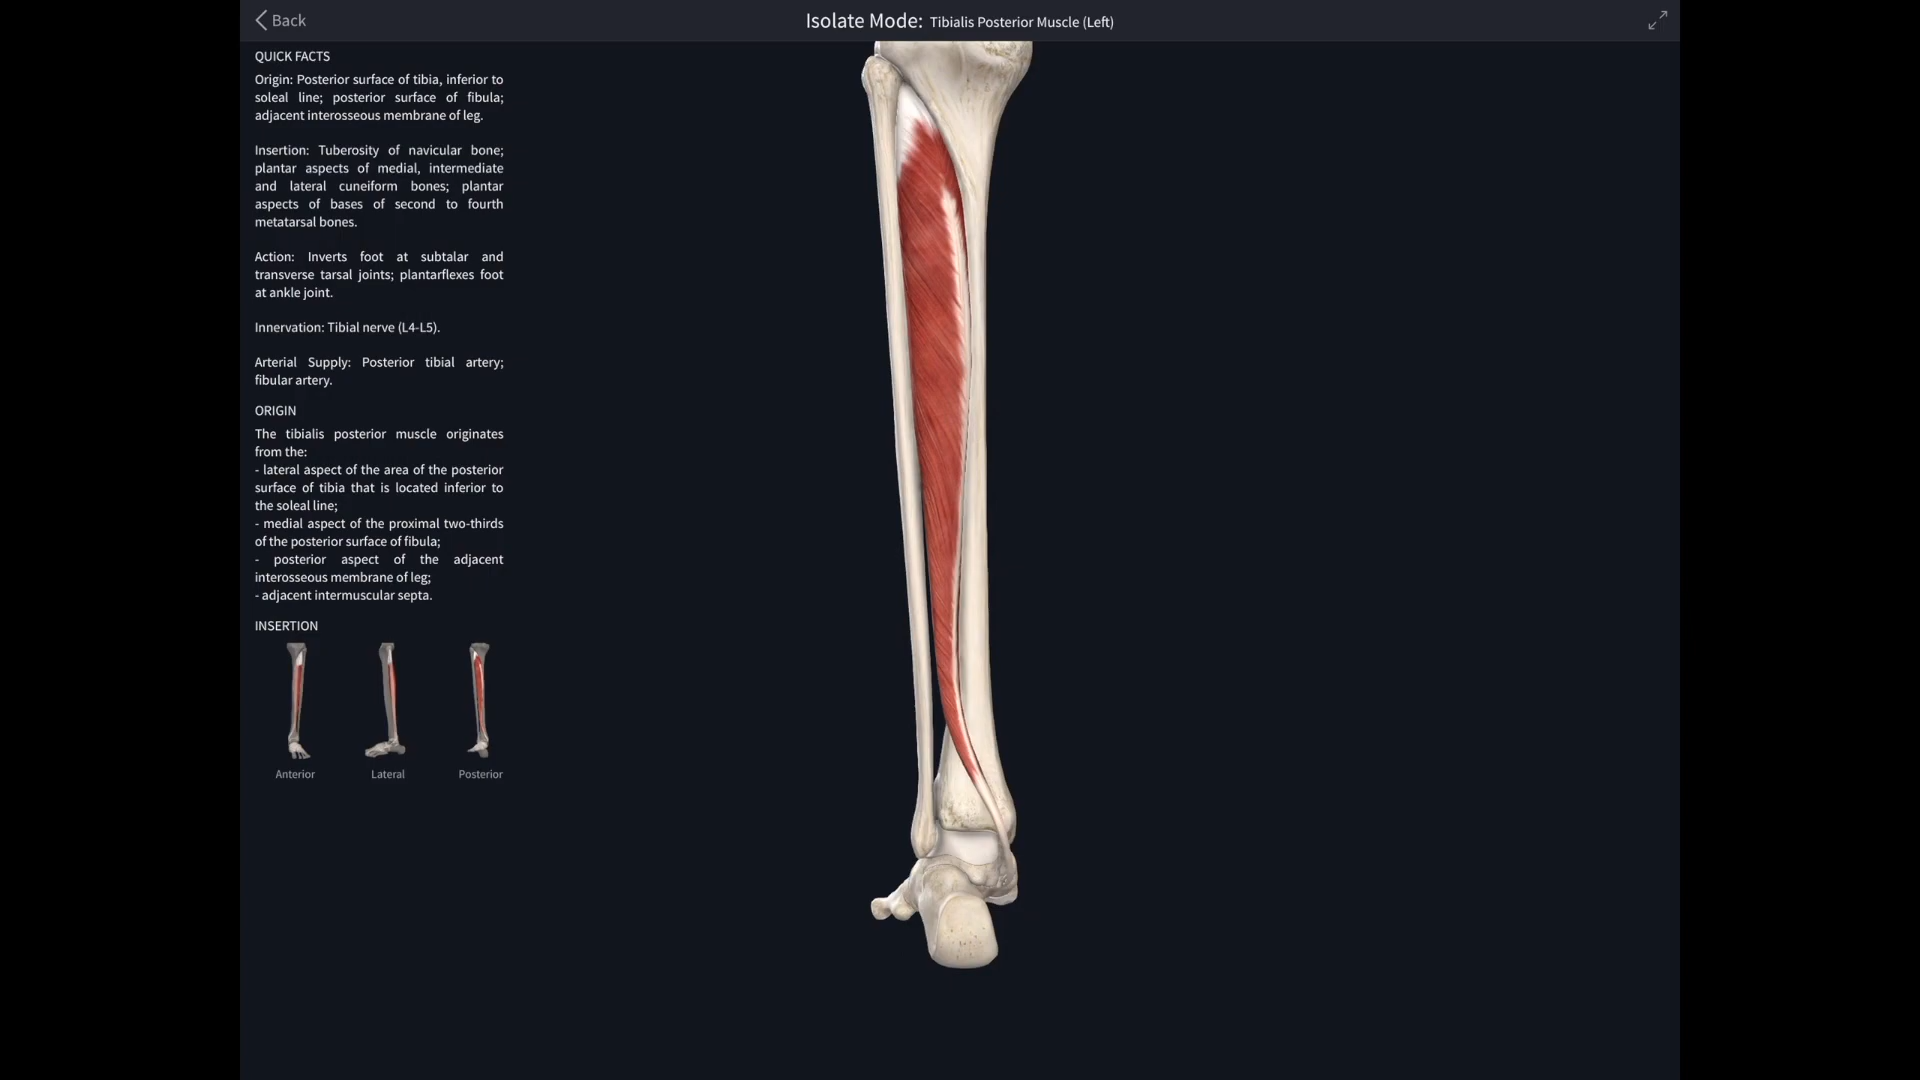 Back
Isolate Mode: Tibialis Posterior Muscle (Left)
QUICK FACTS
Origin: Posterior surface of tibia, inferior to
soleal line; posterior surface of fibula;
adjacent interosseous membrane of leg.
Insertion: Tuberosity of navicular bone;
plantar aspects of medial, intermediate
and lateral cuneiform bones; plantar
aspects of bases of second to fourth
metatarsal bones.
Action: Inverts foot at subtalar and
transverse tarsal joints; plantarflexes foot
at ankle joint.
Innervation: Tibial nerve (L4-L5).
Arterial Supply: Posterior tibial artery;
fibular artery.
ORIGIN
The tibialis posterior muscle originates
from the:
- lateral aspect of the area of the posterior
surface of tibia that is located inferior to
the soleal line;
- medial aspect of the proximal two-thirds
of the posterior surface of fibula;
- posterior aspect of the adjacent
interosseous membrane of leg;
- adjacent intermuscular septa.
INSERTION
Anterior Lateral Posterior